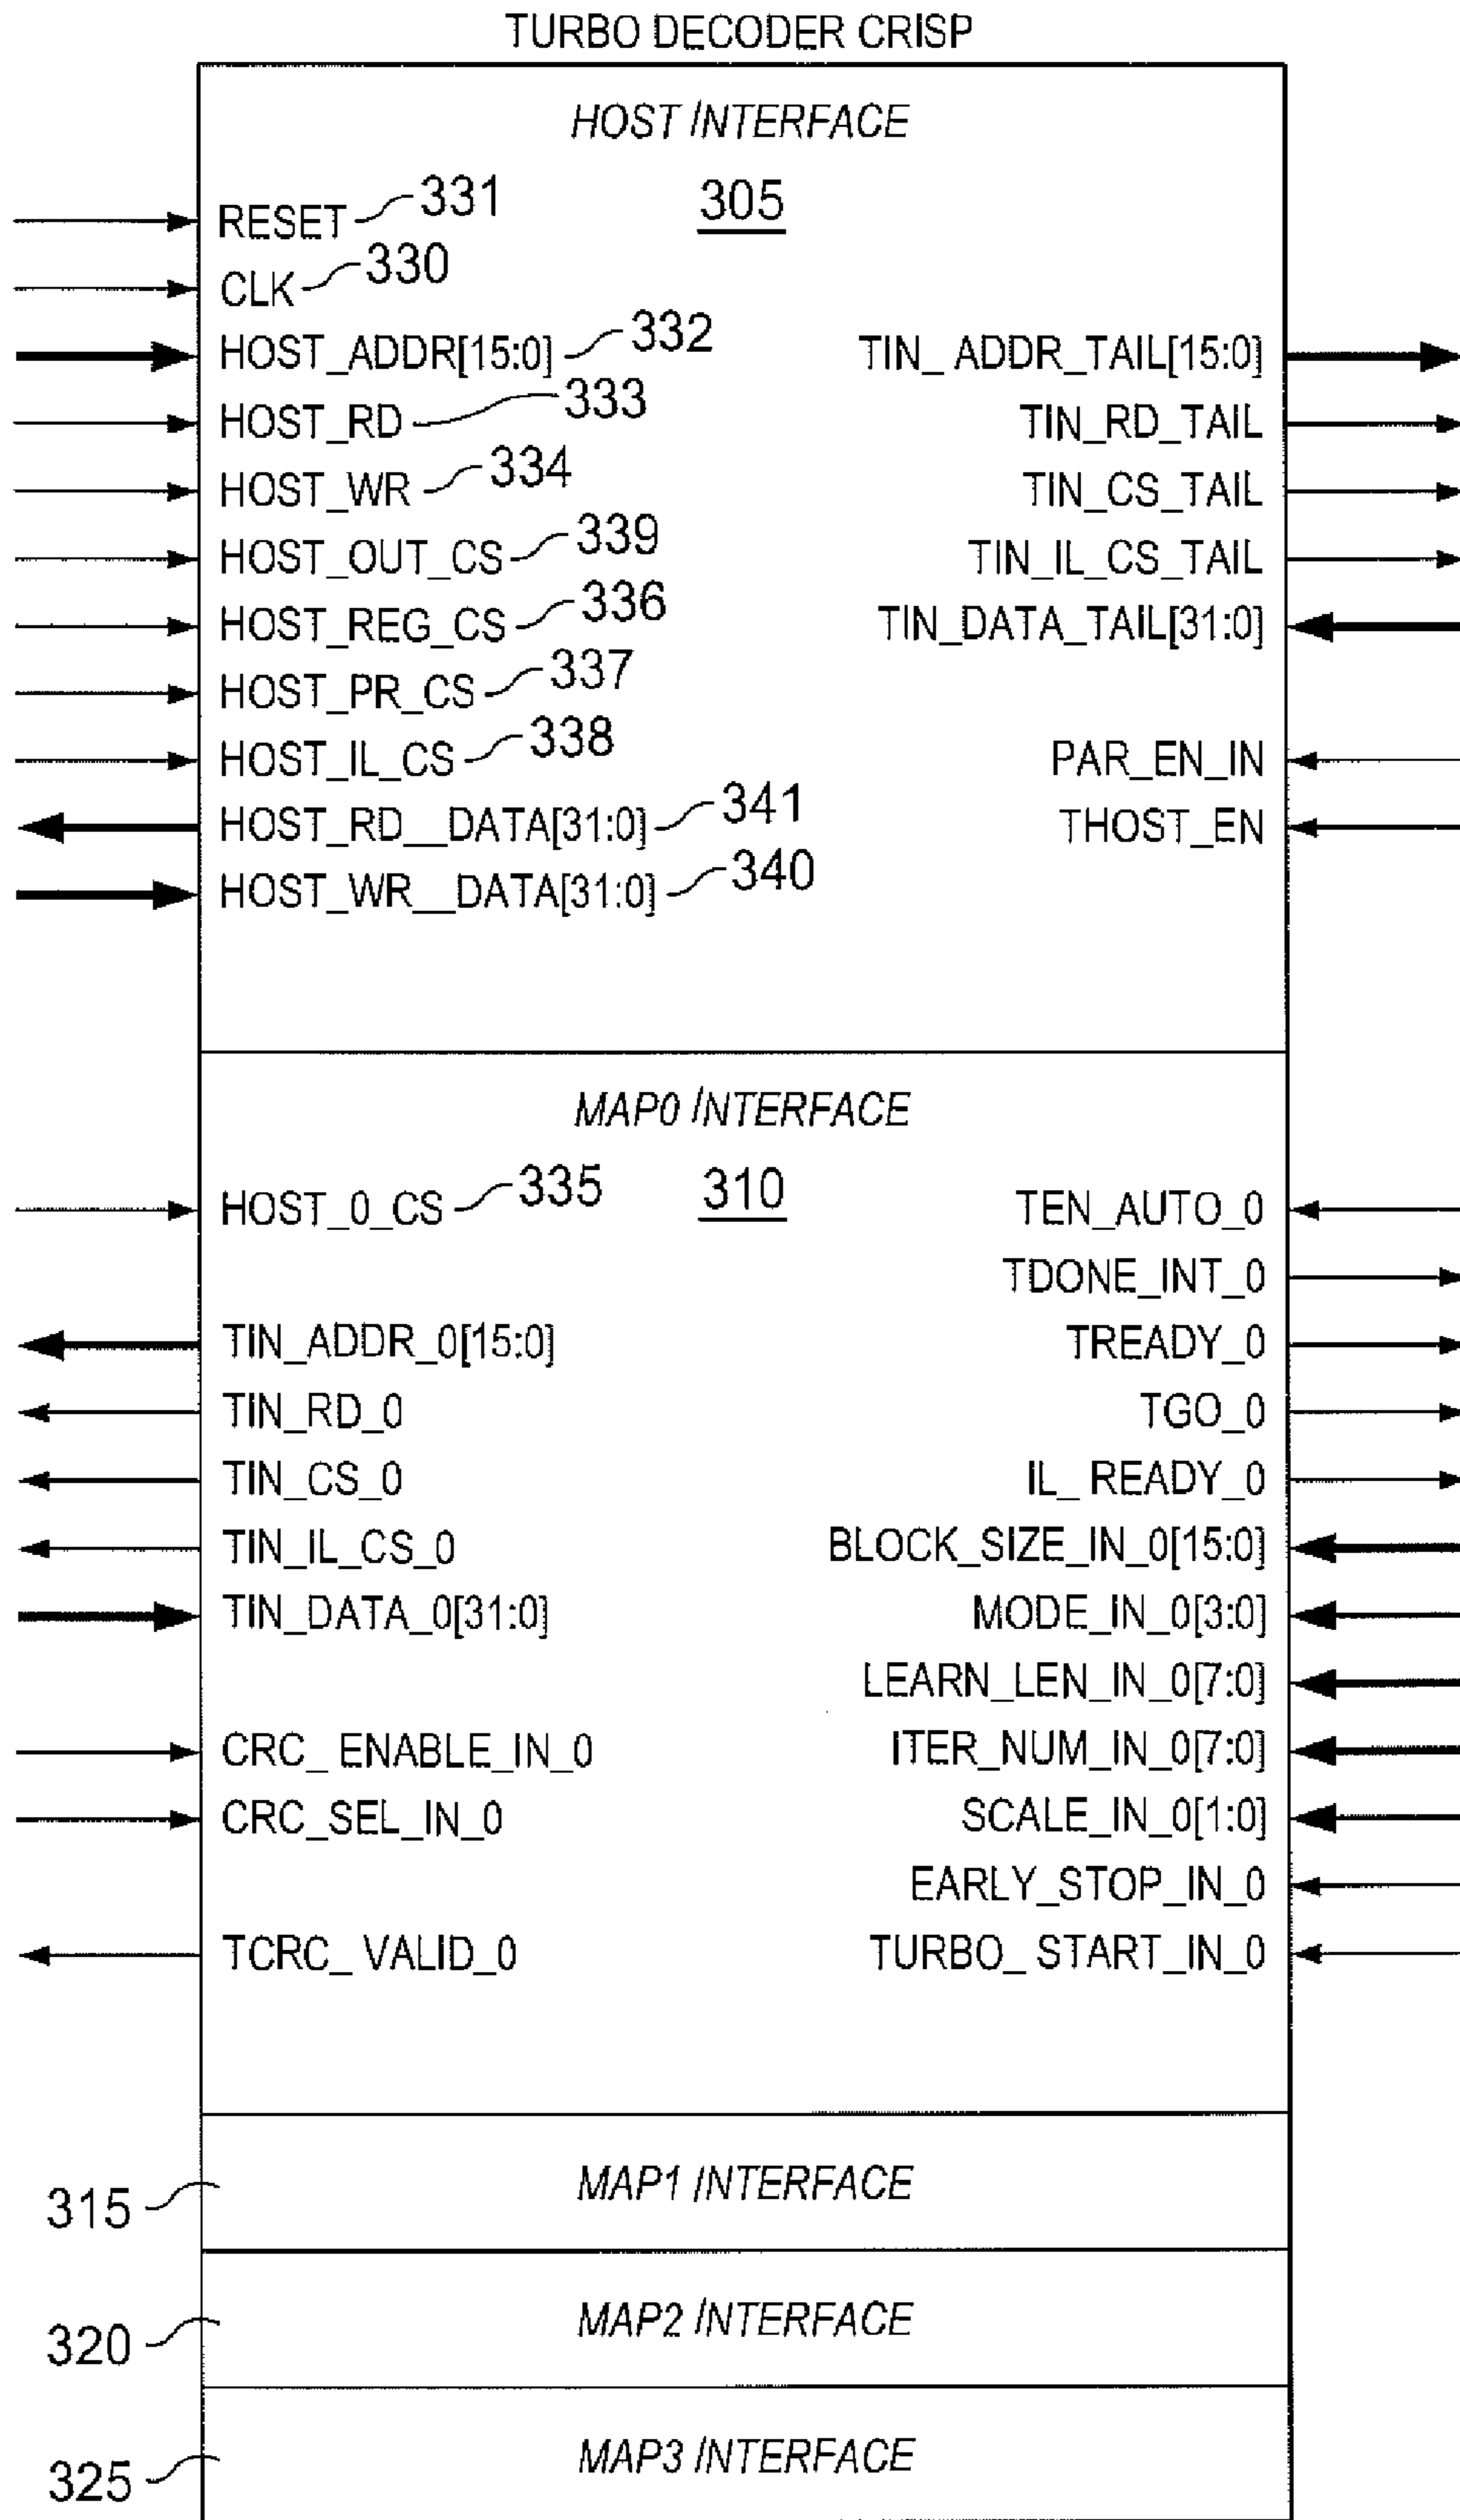 TURBO DECODER CRISP
HOST INTERFACE
305
RESET 331
CLK 330
HOST_ADDR[15:0] 332 TIN_ ADDR_TAIL[15:0]
HOST_RD 333 TIN_RD_TAIL
HOST_WR 334 TIN_CS_TAIL
HOST_OUT_CS 339 TIN_IL_CS_TAIL
HOST_REG_CS 336 TIN_DATA_TAIL[31:0]
HOST_PR_CS 337
HOST_IL_CS 338 PAR_EN_IN
HOST_RD__DATA[31:0] 341 THOST_EN
HOST_WR__DATA[31:0] 340
MAP0 INTERFACE
310
HOST_0_CS 335 TEN_AUTO_0
TDONE_INT_0
TIN_ADDR_0[15:0] TREADY_0
TIN_RD_0 TGO_0
TIN_CS_0 IL_ READY_0
TIN_IL_CS_0 BLOCK_SIZE_IN_0[15:0]
TIN_DATA_0[31:0] MODE_IN_0[3:0]
LEARN_LEN_IN_0[7:0]
CRC_ ENABLE_IN_0 ITER_NUM_IN_0[7:0]
CRC_SEL_IN_0 SCALE_IN_0[1:0]
EARLY_STOP_IN_0
TCRC_ VALID_0 TURBO_ START_IN_0
315 MAP1 INTERFACE
320 MAP2 INTERFACE
325 MAP3 INTERFACE